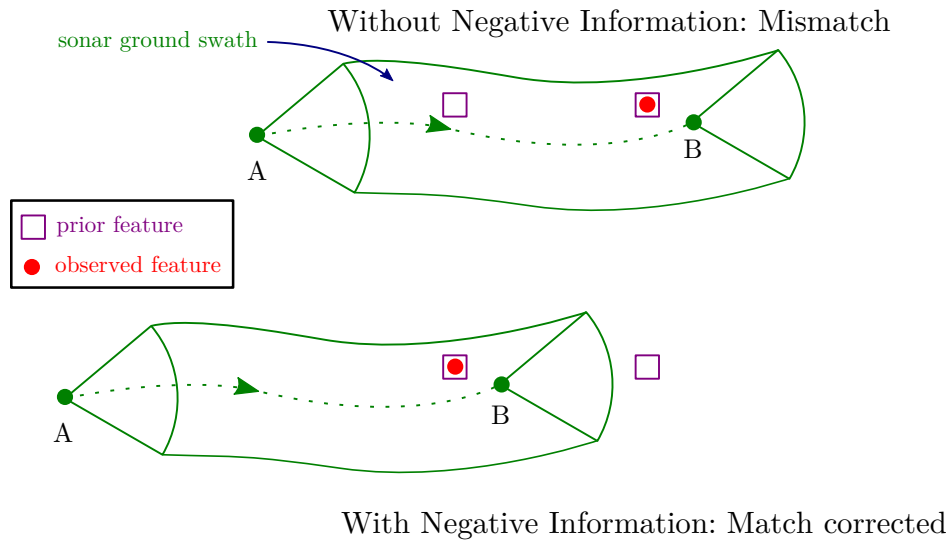 Without Negative Information: Mismatch
sonar ground swath
A
B
prior feature
observed feature
A
B
With Negative Information: Match corrected